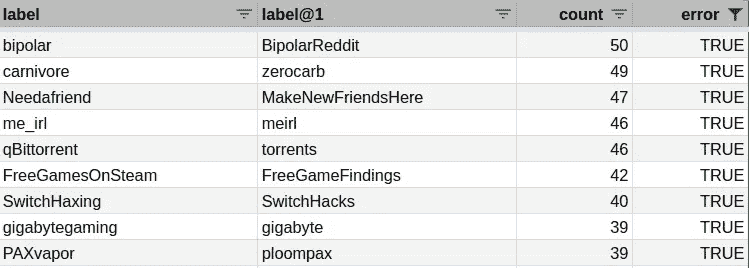 label label@1 count error
bipolar BipolarReddit 50 TRUE
carnivore zerocarb 49 TRUE
Needafriend MakeNewFriendsHere 47 TRUE
me_irl meirl 46 TRUE
qBittorrent torrents 46 TRUE
FreeGamesOnSteam FreeGameFindings 42 TRUE
SwitchHaxing SwitchHacks 40 TRUE
gigabytegaming gigabyte 39 TRUE
PAXvapor ploompax 39 TRUE